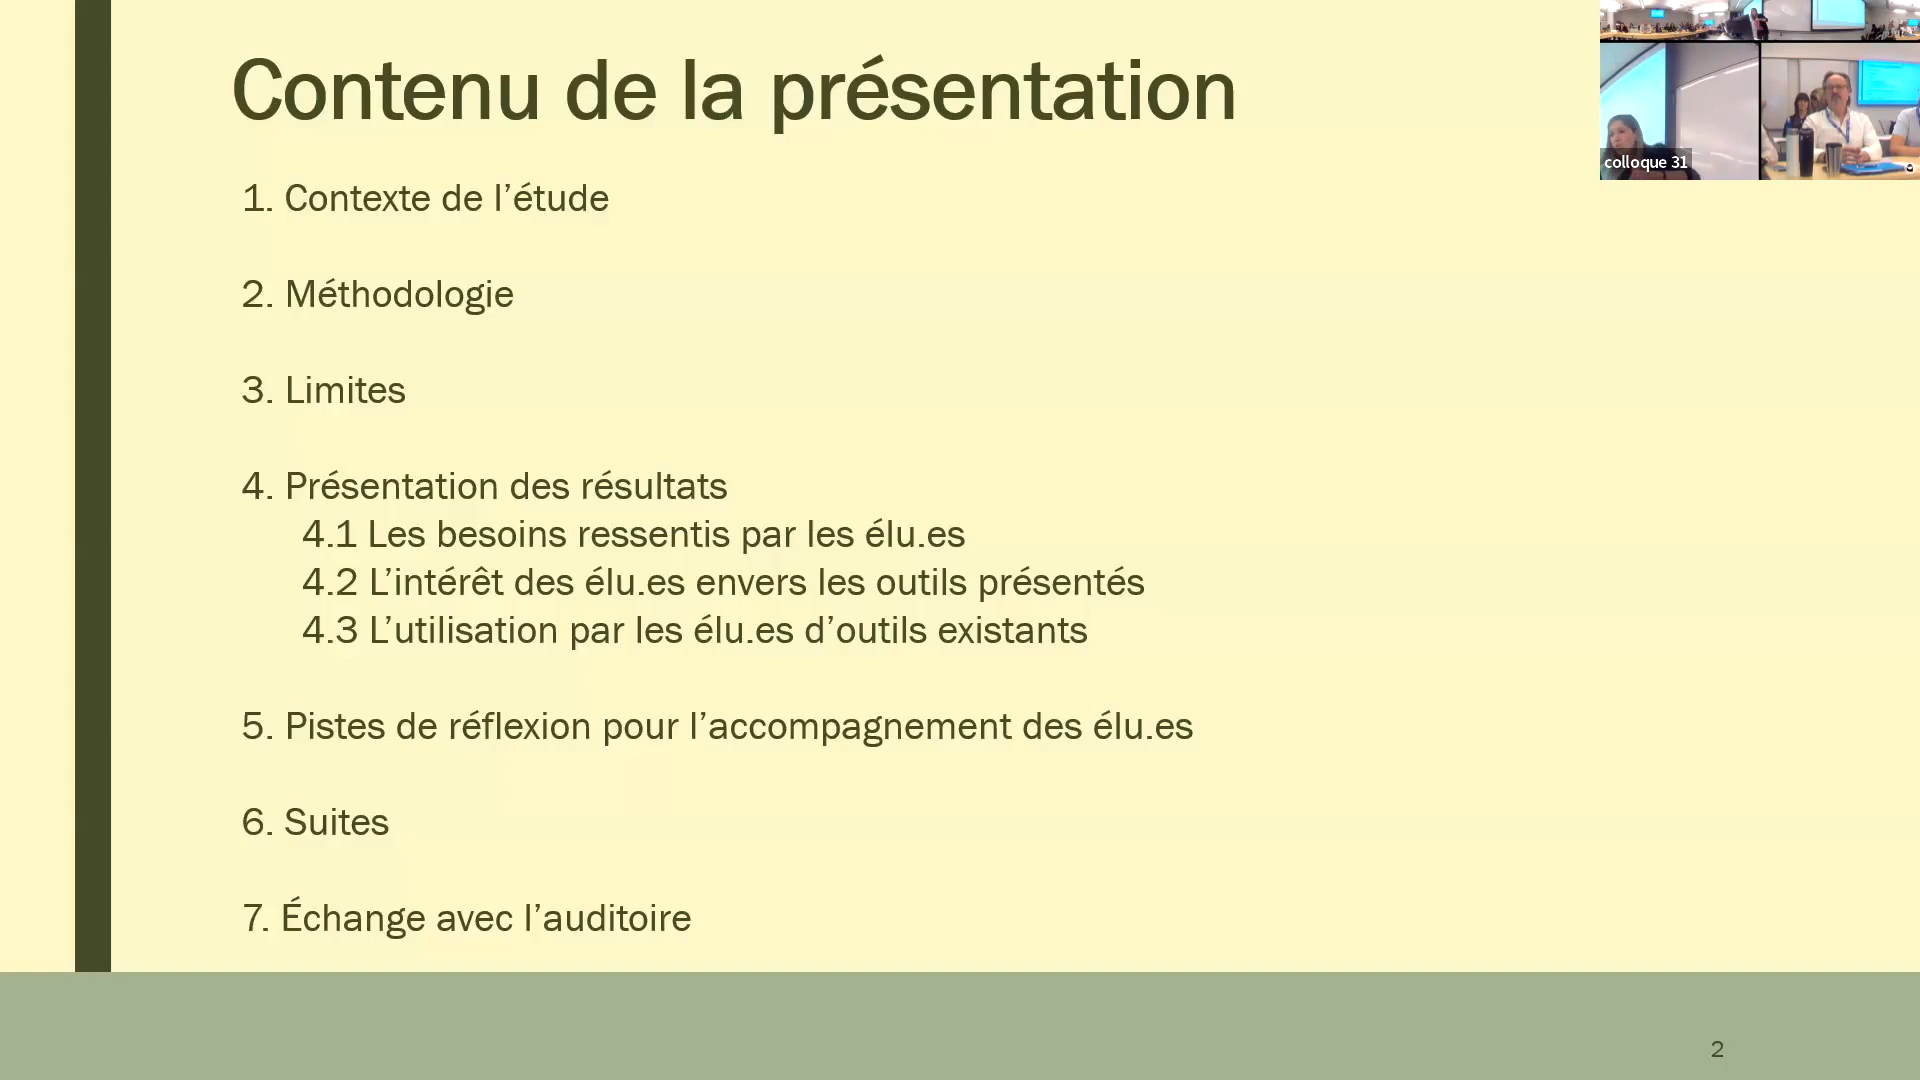 Contenu de la présentation
1. Contexte de l’étude
2. Méthodologie
3. Limites
4. Présentation des résultats
4.1 Les besoins ressentis par les élu.es
4.2 L’intérêt des élu.es envers les outils présentés
4.3 L’utilisation par les élu.es d’outils existants
5. Pistes de réflexion pour l’accompagnement des élu.es
6. Suites
7. Échange avec l’auditoire
2
colloque 31